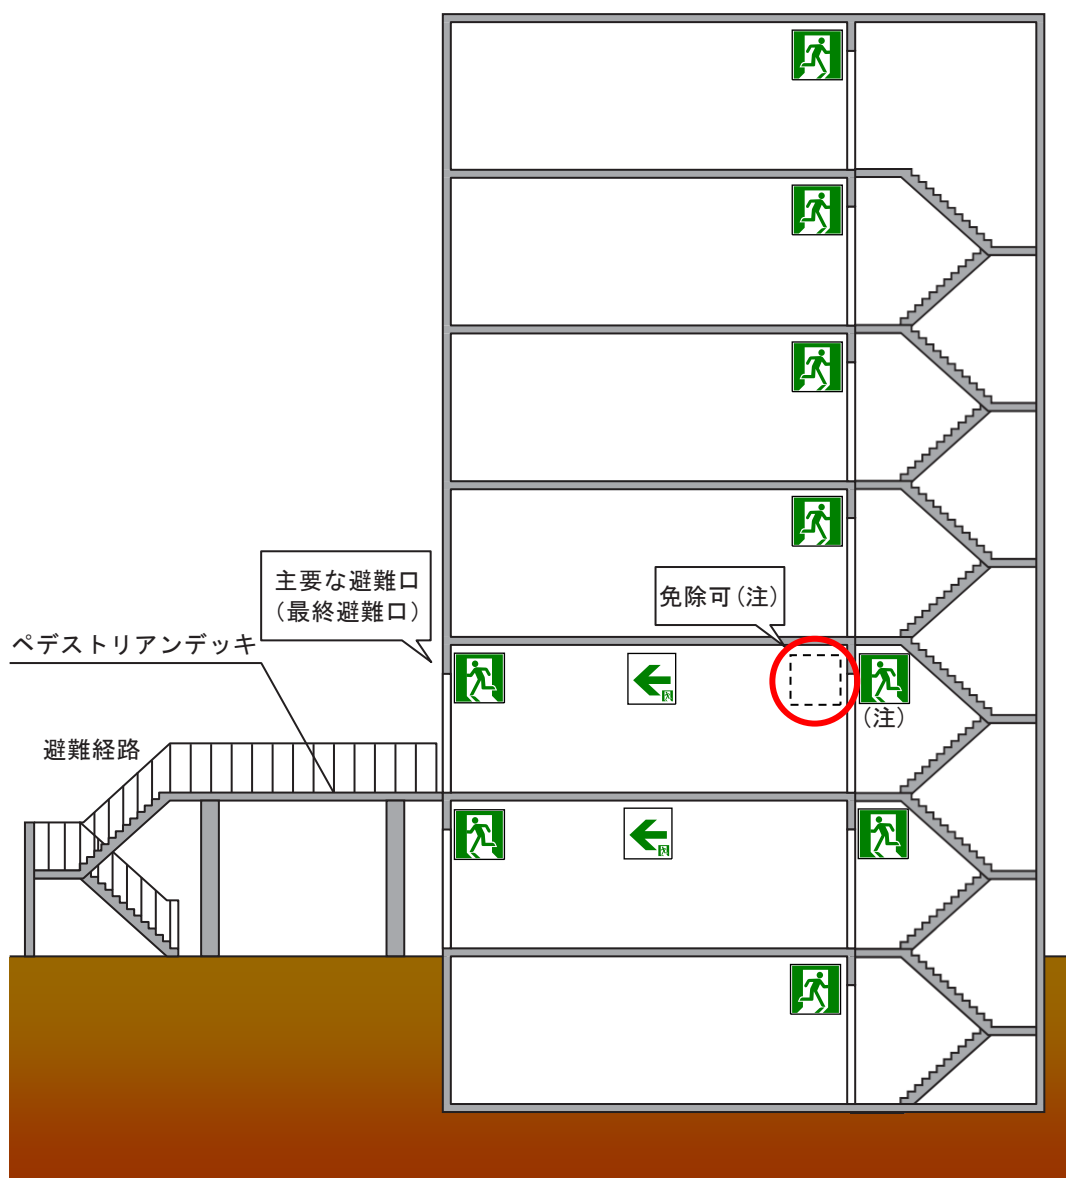 主要な避難口
（最終避難口）
免除可（注）
ペデストリアンデッキ
（注）
避難経路